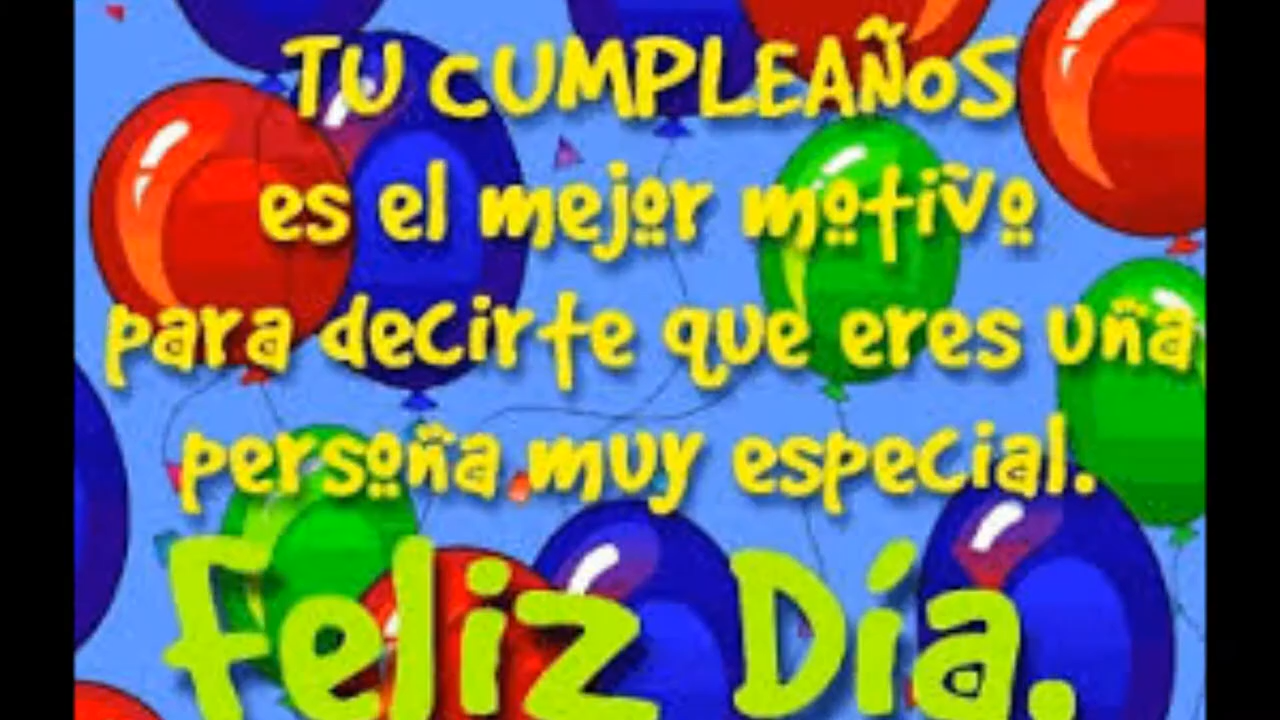 TU CUMPLEAÑOS
es el mejor motivo
para decirte que eres uña
persoña muy especial.
Feliz Día.